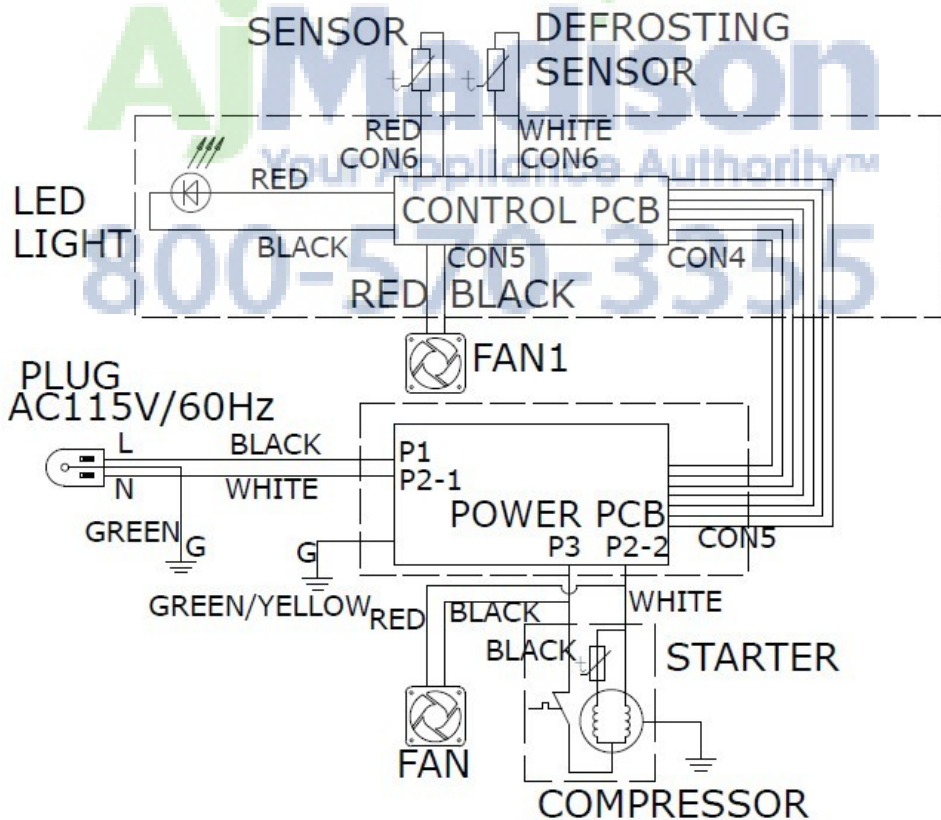 AjMadison
Your Appliance Authority™
800-570-3355
SENSOR
DEFROSTING
SENSOR
t
t
RED
CON6
WHITE
CON6
LED
LIGHT
RED
BLACK
CONTROL PCB
CON5
CON4
RED BLACK
FAN1
PLUG
AC115V/60Hz
L
BLACK
P1
N
WHITE
P2-1
GREEN
G
G
POWER PCB
P3
P2-2
CON5
GREEN/YELLOW
RED
BLACK
WHITE
BLACK
t
STARTER
FAN
COMPRESSOR